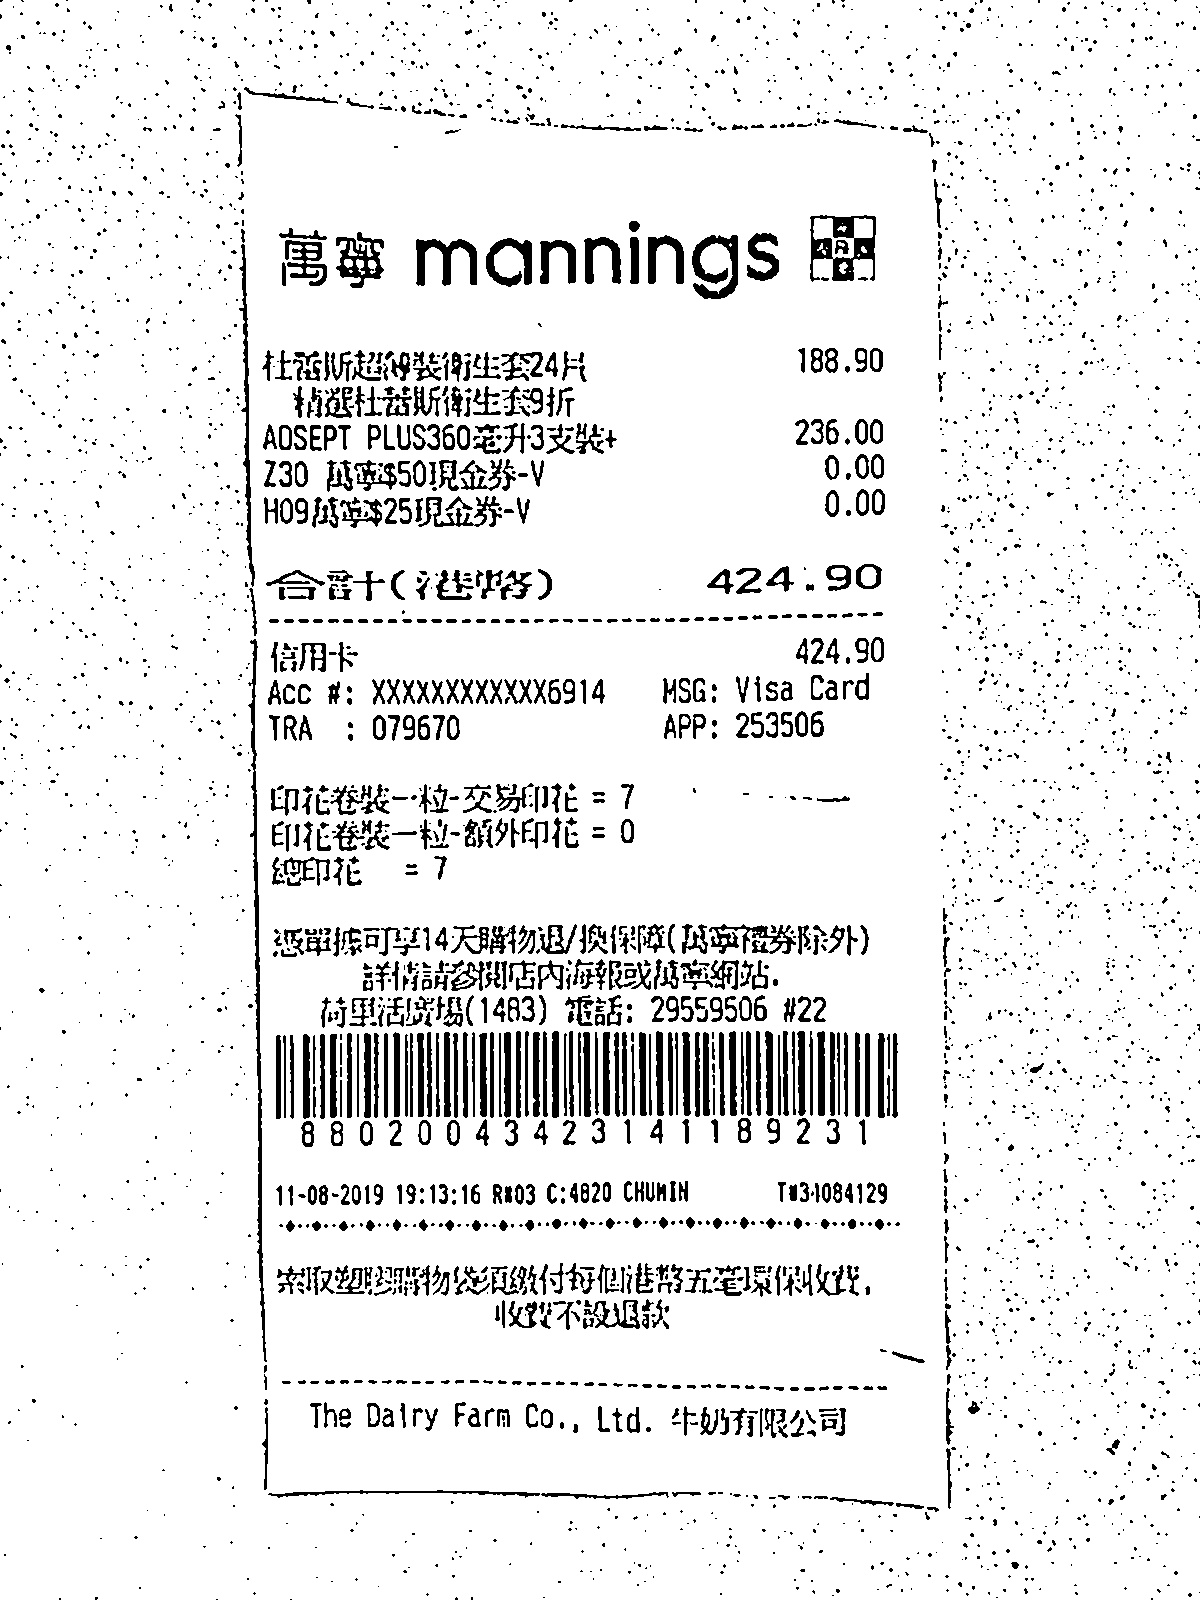 萬寧 mannings
杜蕾斯超薄裝衛生套24片 188.90
精選杜蕾斯衛生套9折
AOSEPT PLUS360毫升3支裝+ 236.00
Z30 萬寧$50現金券-V 0.00
H09萬寧$25現金券-V 0.00
合計(港幣) 424.90
信用卡 424.90
Acc #: XXXXXXXXXXXX6914 MSG: Visa Card
TRA : 079670 APP: 253506
印花卷裝一粒-交易印花 = 7
印花卷裝一粒-額外印花 = 0
總印花 = 7
憑單據可享14天購物退/換保障(萬寧禮券除外)
詳情請參閱店內海報或萬寧網站.
荷里活廣場(1483) 電話: 29559506 #22
8802004342314118923​1
11-08-2019 19:13:16 R#03 C:4820 CHUMIN T#34084129
索取塑膠購物袋須繳付每個港幣五毫環保收費,
收費不設退款
The Dairy Farm Co., Ltd. 牛奶有限公司